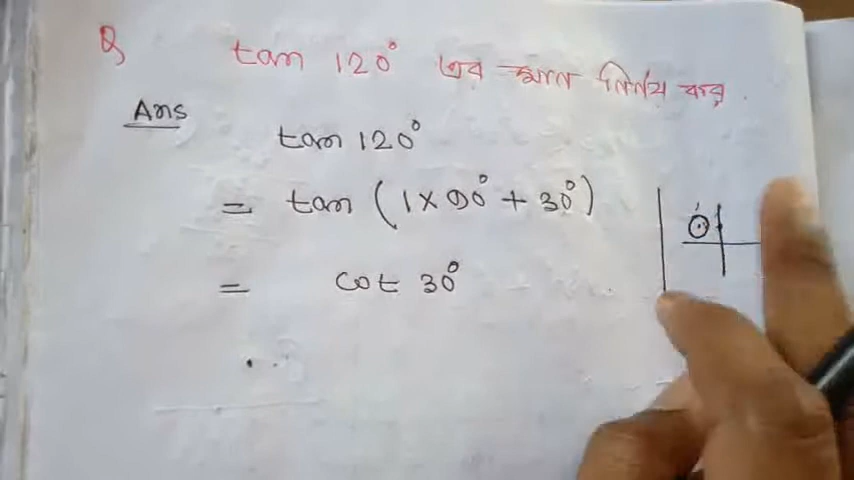 Q tan 120° এর মান নির্ণয় কর.
Ans
tan 120°
= tan (1 × 90° + 30°)
= cot 30°